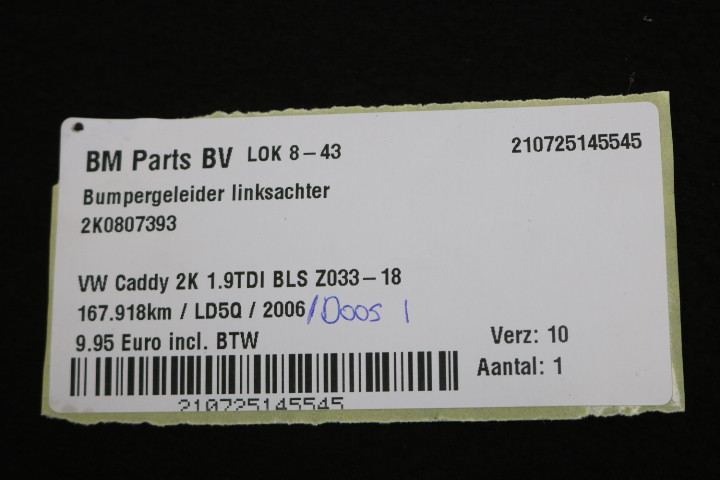 BM Parts BV LOK 8-43 210725145545
Bumpergeleider linksachter
2K0807393
VW Caddy 2K 1.9TDI BLS Z033-18
167.918km / LD5Q / 2006 /Doos 1
9.95 Euro incl. BTW
Verz: 10
Aantal: 1
210725145545